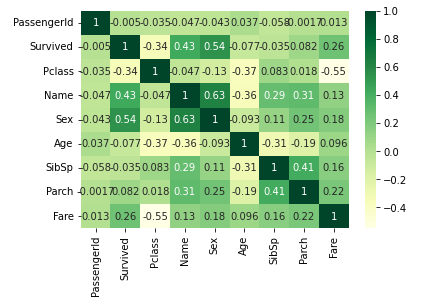 PassengerId 1 -0.005 -0.035 -0.047 -0.043 0.037 -0.058 -0.0017 0.013
Survived -0.005 1 -0.34 0.43 0.54 -0.077 -0.035 0.082 0.26
Pclass -0.035 -0.34 1 -0.047 -0.13 -0.37 0.083 0.018 -0.55
Name -0.047 0.43 -0.047 1 0.63 -0.36 0.29 0.31 0.13
Sex -0.043 0.54 -0.13 0.63 1 -0.093 0.11 0.25 0.18
Age 0.037 -0.077 -0.37 -0.36 -0.093 1 -0.31 -0.19 0.096
SibSp -0.058 -0.035 0.083 0.29 0.11 -0.31 1 0.41 0.16
Parch -0.0017 0.082 0.018 0.31 0.25 -0.19 0.41 1 0.22
Fare 0.013 0.26 -0.55 0.13 0.18 0.096 0.16 0.22 1
PassengerId Survived Pclass Name Sex Age SibSp Parch Fare
1.0
0.8
0.6
0.4
0.2
0.0
−0.2
−0.4